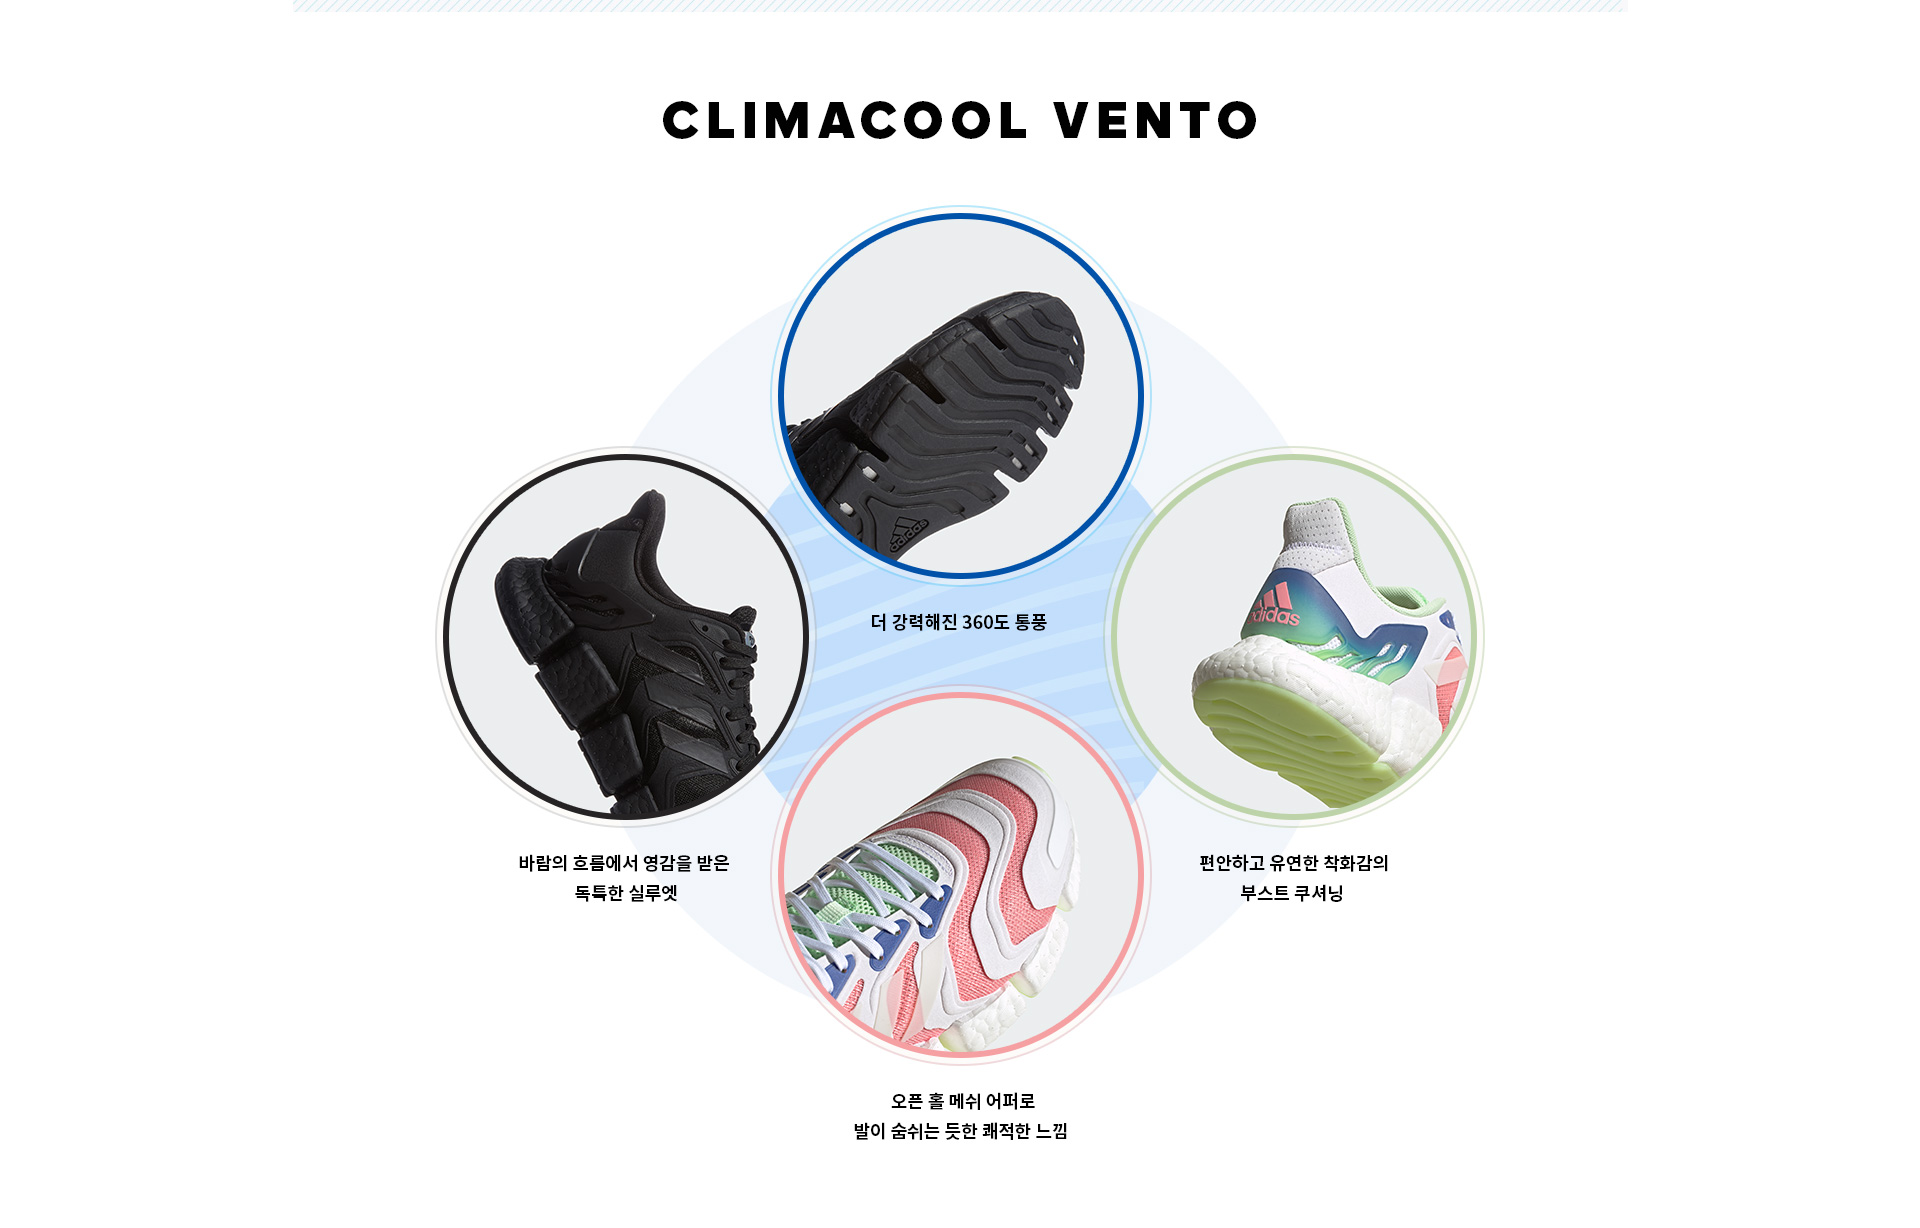 CLIMACOOL VENTO
adidas
더 강력해진 360도 통풍
adidas
바람의 흐름에서 영감을 받은
독특한 실루엣
편안하고 유연한 착화감의
부스트 쿠셔닝
오픈 홀 메쉬 어퍼로
발이 숨쉬는 듯한 쾌적한 느낌